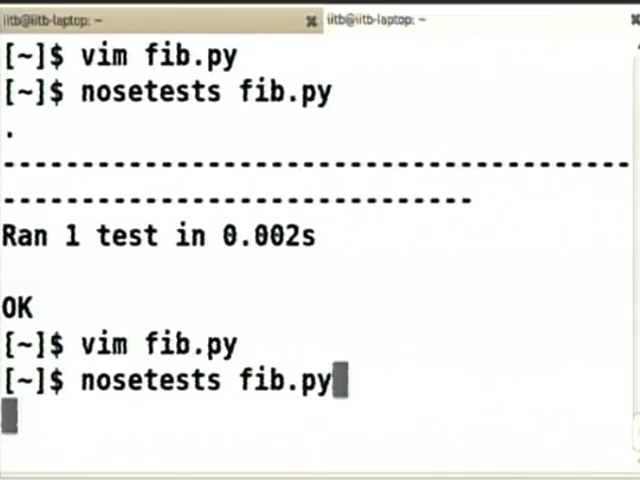 iitb@iitb-laptop: ~
iitb@iitb-laptop: ~
[~]$ vim fib.py
[~]$ nosetests fib.py
.
----------------------------------------
------------------------------
Ran 1 test in 0.002s
OK
[~]$ vim fib.py
[~]$ nosetests fib.py